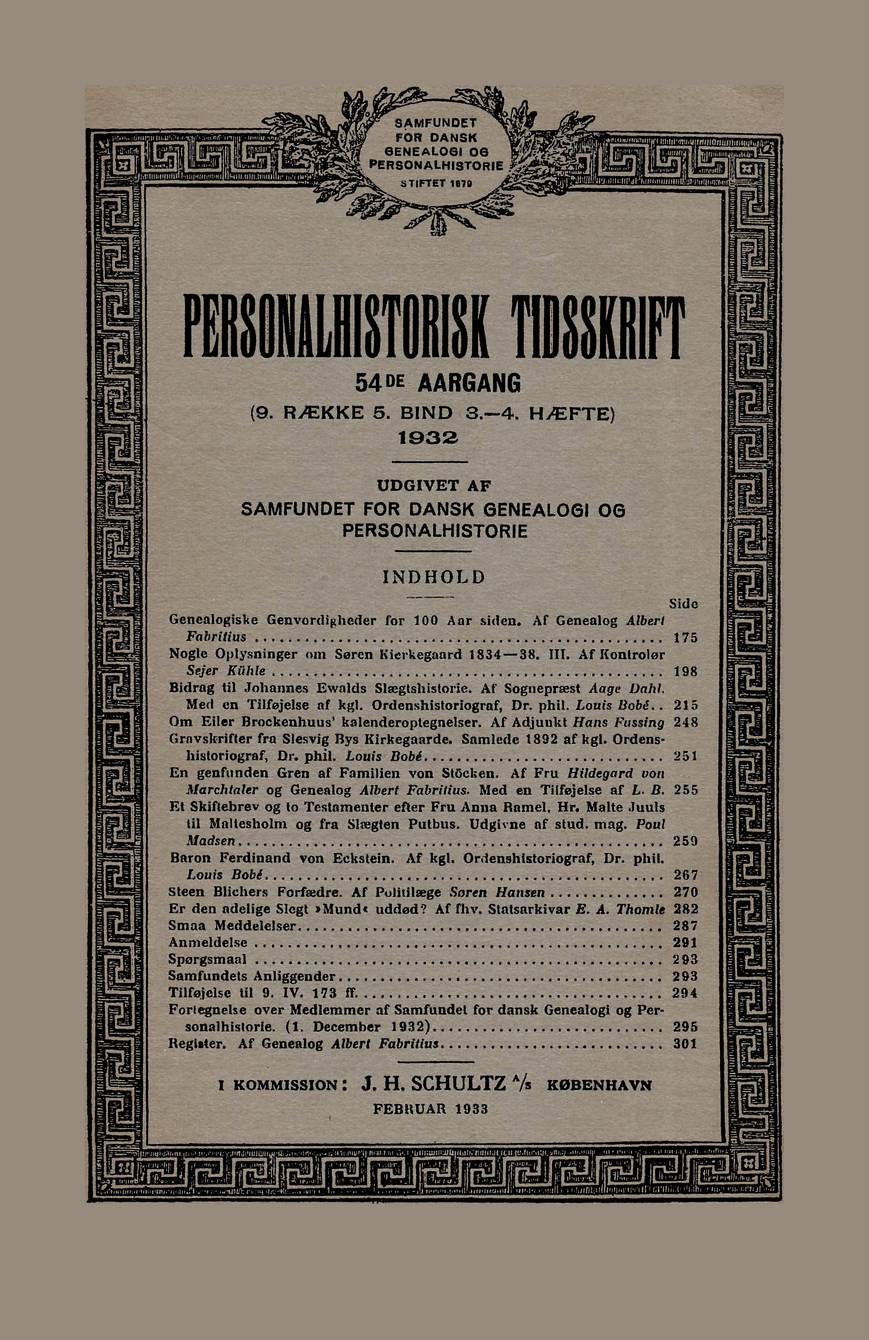 SAMFUNDET
FOR DANSK
GENEALOGI OG
PERSONALHISTORIE
STIFTET 1879
PERSONALHISTORISK TIDSSKRIFT
54DE AARGANG
(9. RÆKKE 5. BIND 3.—4. HÆFTE)
1932
UDGIVET AF
SAMFUNDET FOR DANSK GENEALOGI OG
PERSONALHISTORIE
INDHOLD
Side
Genealogiske Genvordigheder for 100 Aar siden. Af Genealog Albert
Fabritius ........................................ 175
Nogle Oplysninger om Søren Kierkegaard 1834—38. III. Af Kontrolør
Sejer Kühle ...................................... 198
Bidrag til Johannes Ewalds Slægtshistorie. Af Sognepræst Aage Dahl.
Med en Tilføjelse af kgl. Ordenshistoriograf, Dr. phil. Louis Bobé.. 215
Om Eiler Brockenhuus' kalenderoptegnelser. Af Adjunkt Hans Fussing 248
Gravskrifter fra Slesvig Bys Kirkegaarde. Samlede 1892 af kgl. Ordens-
historiograf, Dr. phil. Louis Bobé........................ 251
En genfunden Gren af Familien von Stöcken. Af Fru Hildegard von
Marchtaler og Genealog Albert Fabritius. Med en Tilføjelse af L. B. 255
Et Skiftebrev og to Testamenter efter Fru Anna Ramel, Hr. Malte Juuls
til Maltesholm og fra Slægten Putbus. Udgivne af stud. mag. Poul
Madsen.......................................... 259
Baron Ferdinand von Eckstein. Af kgl. Ordenshistoriograf, Dr. phil.
Louis Bobé....................................... 267
Steen Blichers Forfædre. Af Politilæge Søren Hansen ............. 270
Er den adelige Slegt »Mund« uddød? Af fhv. Statsarkivar E. A. Thomle 282
Smaa Meddelelser..................................... 287
Anmeldelse ......................................... 291
Spørgsmaal ......................................... 293
Samfundets Anliggender................................. 293
Tilføjelse til 9. IV. 173 ff............................... 294
Fortegnelse over Medlemmer af Samfundet for dansk Genealogi og Per-
sonalhistorie. (1. December 1932)........................ 295
Register. Af Genealog Albert Fabritius......................... 301
I KOMMISSION: J. H. SCHULTZ A/S KØBENHAVN
FEBRUAR 1933